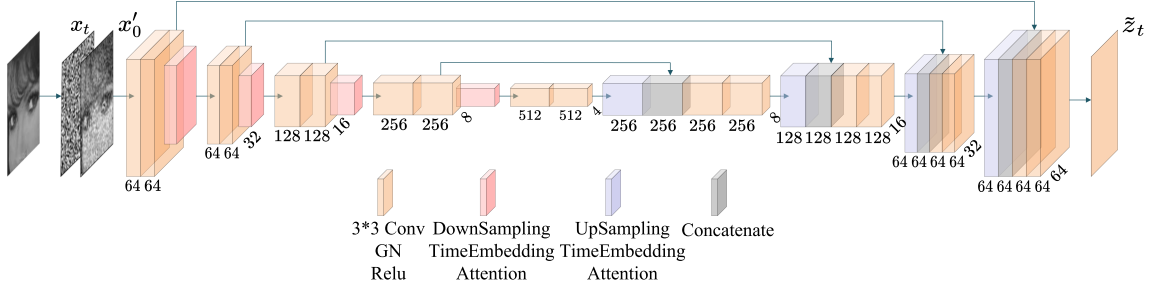 x_t x'_0 z̃_t
64 64
64 64 32
128 128 16
256 256 8
512 512 4
256 256 256 256 8
128 128 128 128 16
64 64 64 64 32
64 64 64 64 64
3*3 Conv DownSampling UpSampling Concatenate
GN TimeEmbedding TimeEmbedding
Relu Attention Attention